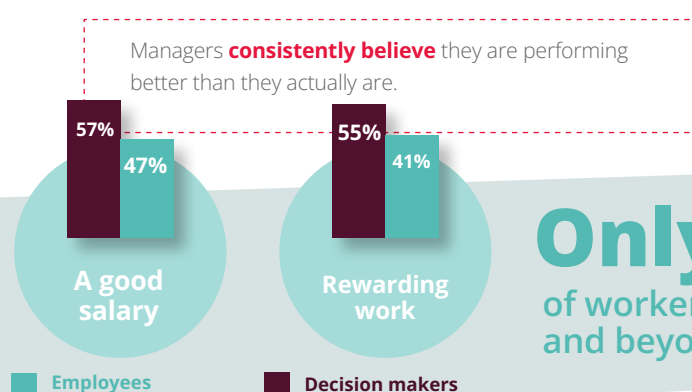 Managers consistently believe they are performing
better than they actually are.
57%
47%
55%
41%
A good
salary
Rewarding
work
Only
of worker
and beyo
Employees
Decision makers